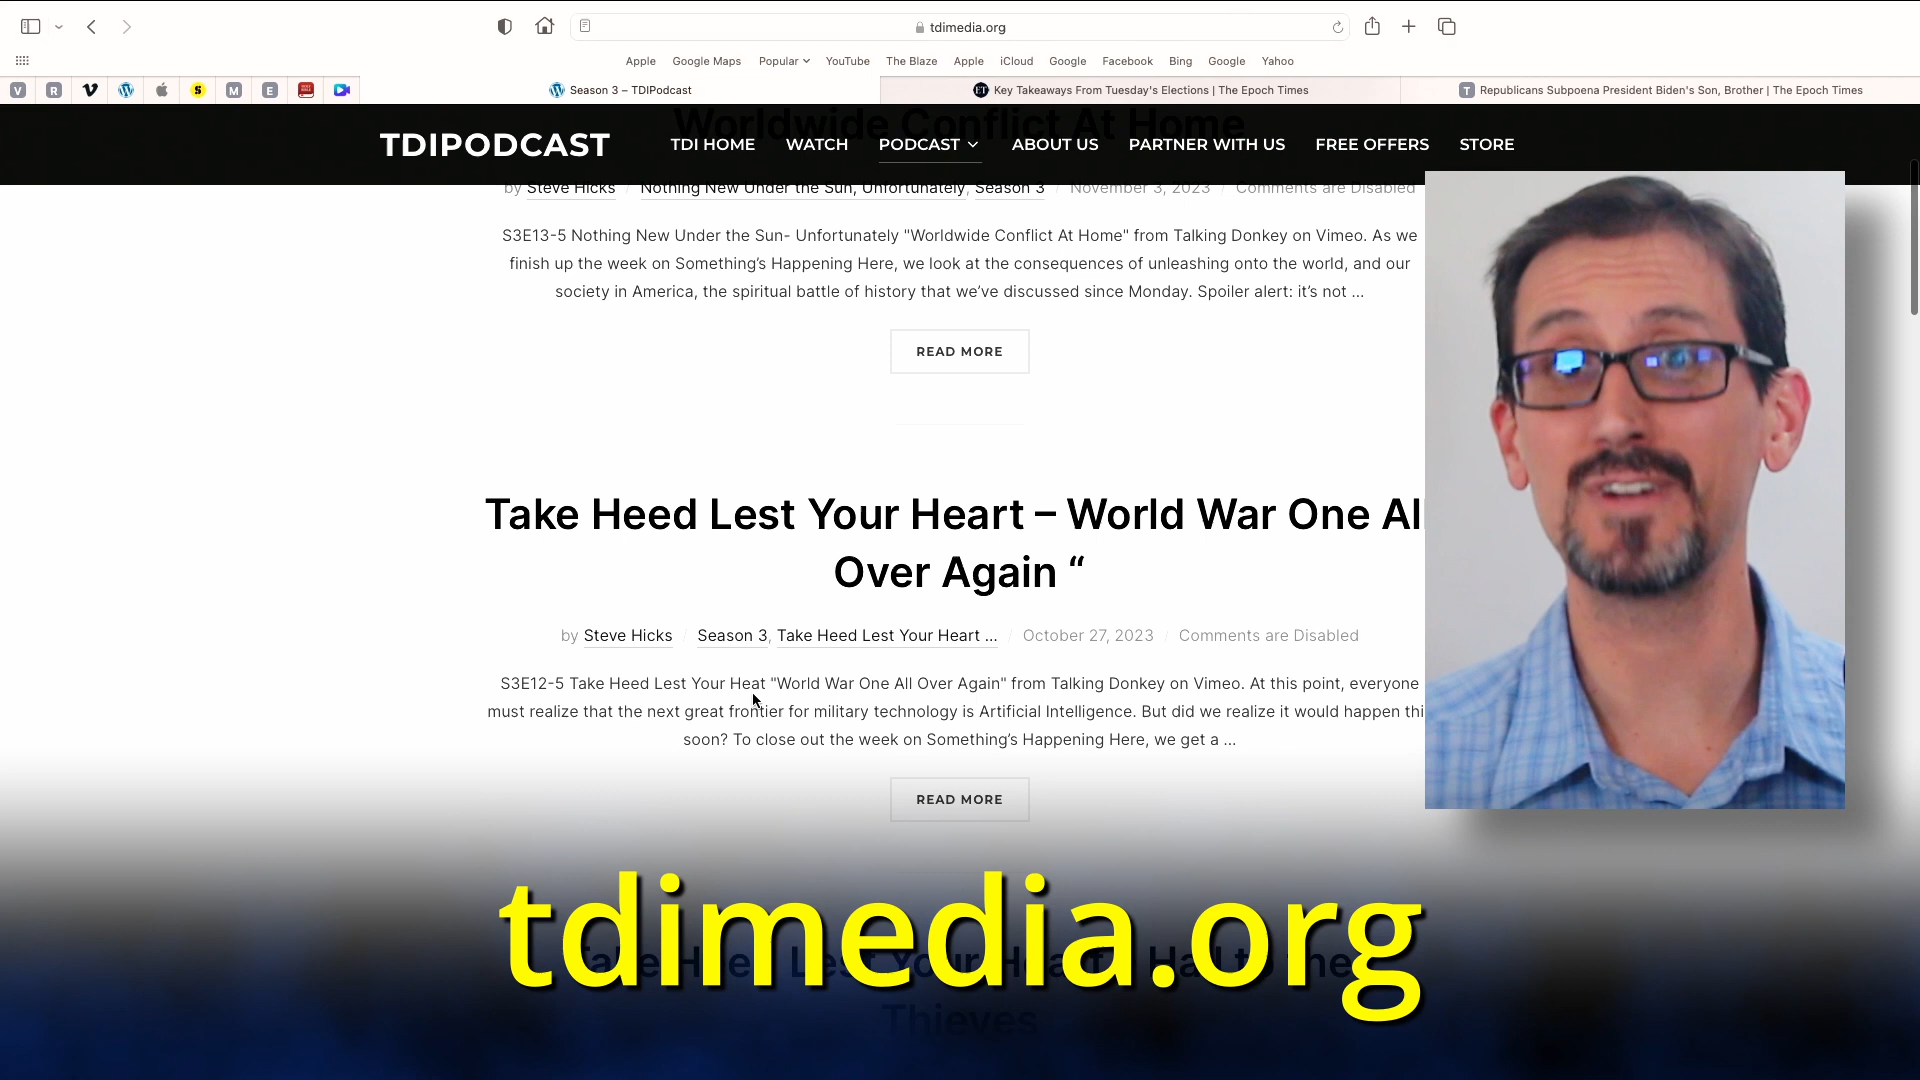 tdimedia.org
Apple
Google Maps
Popular
YouTube
The Blaze
Apple
iCloud
Google
Facebook
Bing
Google
Yahoo
V
R
S
M
E
Season 3 – TDIPodcast
ET
Key Takeaways From Tuesday's Elections | The Epoch Times
T
Republicans Subpoena President Biden's Son, Brother | The Epoch Times
Worldwide Conflict At Home
TDIPODCAST
TDI HOME
WATCH
PODCAST
ABOUT US
PARTNER WITH US
FREE OFFERS
STORE
by Steve Hicks / Nothing New Under the Sun, Unfortunately, Season 3 / November 3, 2023 / Comments are Disabled
S3E13-5 Nothing New Under the Sun- Unfortunately "Worldwide Conflict At Home" from Talking Donkey on Vimeo. As we
finish up the week on Something’s Happening Here, we look at the consequences of unleashing onto the world, and our
society in America, the spiritual battle of history that we’ve discussed since Monday. Spoiler alert: it’s not …
READ MORE
Take Heed Lest Your Heart – World War One Al
Over Again “
by Steve Hicks / Season 3, Take Heed Lest Your Heart ... / October 27, 2023 / Comments are Disabled
S3E12-5 Take Heed Lest Your Heat "World War One All Over Again" from Talking Donkey on Vimeo. At this point, everyone
must realize that the next great frontier for military technology is Artificial Intelligence. But did we realize it would happen thi
soon? To close out the week on Something’s Happening Here, we get a …
READ MORE
tdimedia.org
Thieves